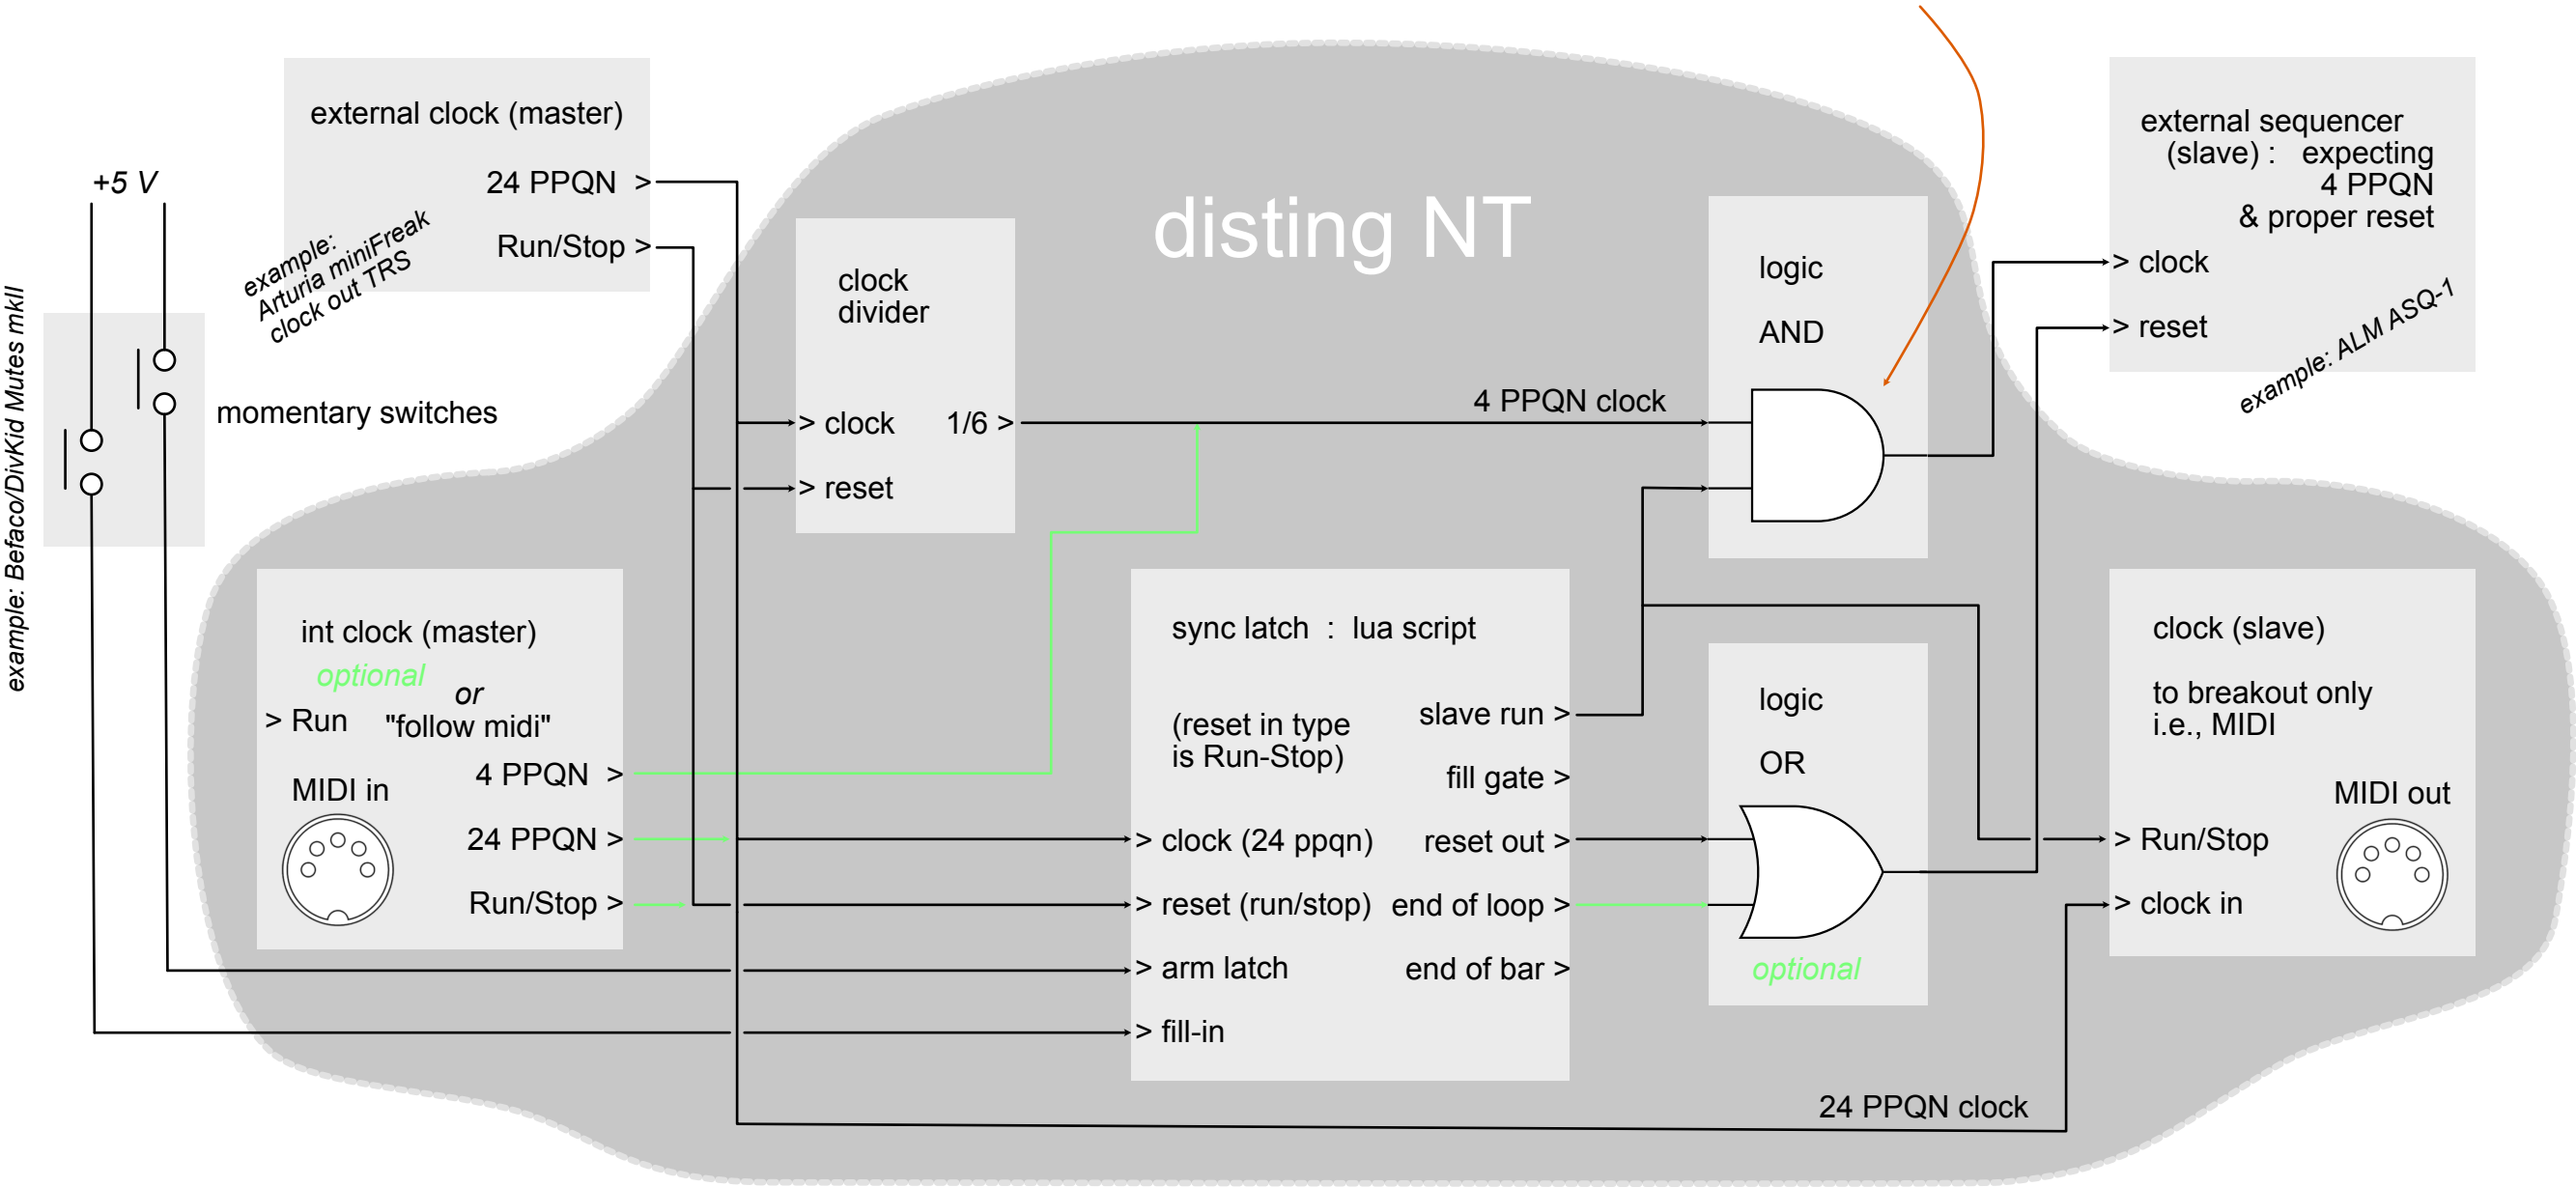 external clock (master)
24 PPQN >
Run/Stop >
example:
Arturia miniFreak
clock out TRS
+5 V
momentary switches
example: Befaco/DivKid Mutes mkII
disting NT
clock
divider
> clock 1/6 >
> reset
4 PPQN clock
logic
AND
external sequencer
(slave) : expecting
4 PPQN
& proper reset
> clock
> reset
example: ALM ASQ-1
int clock (master)
optional
or
> Run "follow midi"
4 PPQN >
MIDI in
24 PPQN >
Run/Stop >
sync latch : lua script
(reset in type
is Run-Stop)
slave run >
fill gate >
> clock (24 ppqn) reset out >
> reset (run/stop) end of loop >
> arm latch end of bar >
> fill-in
logic
OR
optional
clock (slave)
to breakout only
i.e., MIDI
MIDI out
> Run/Stop
> clock in
24 PPQN clock